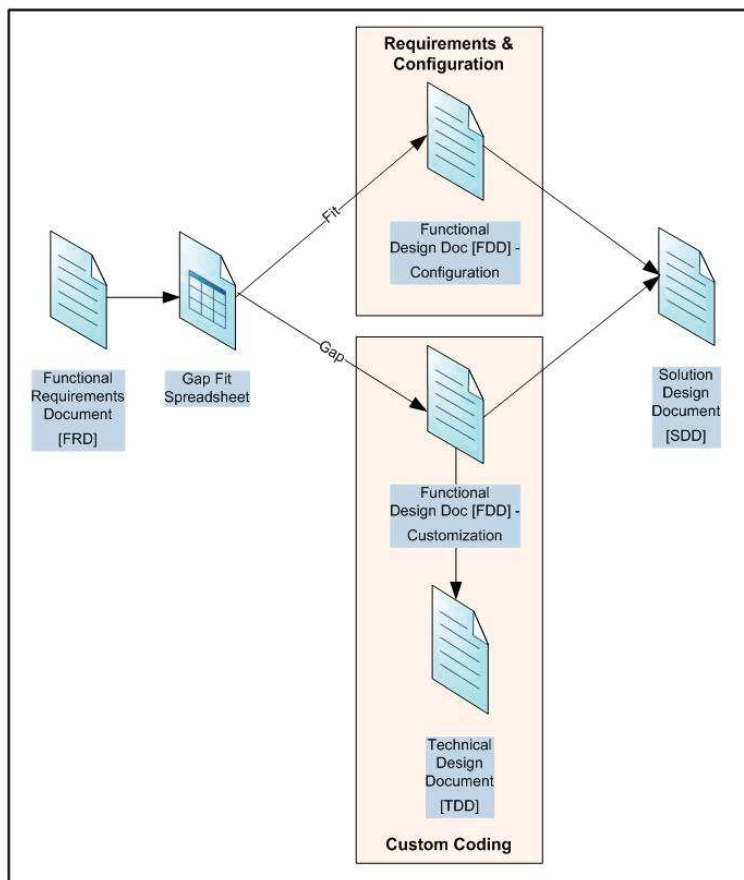 Requirements &
Configuration
Functional
Design Doc [FDD] -
Configuration
Fit
Gap
Functional
Requirements
Document
[FRD]
Gap Fit
Spreadsheet
Solution
Design
Document
[SDD]
Functional
Design Doc [FDD] -
Customization
Technical
Design
Document
[TDD]
Custom Coding